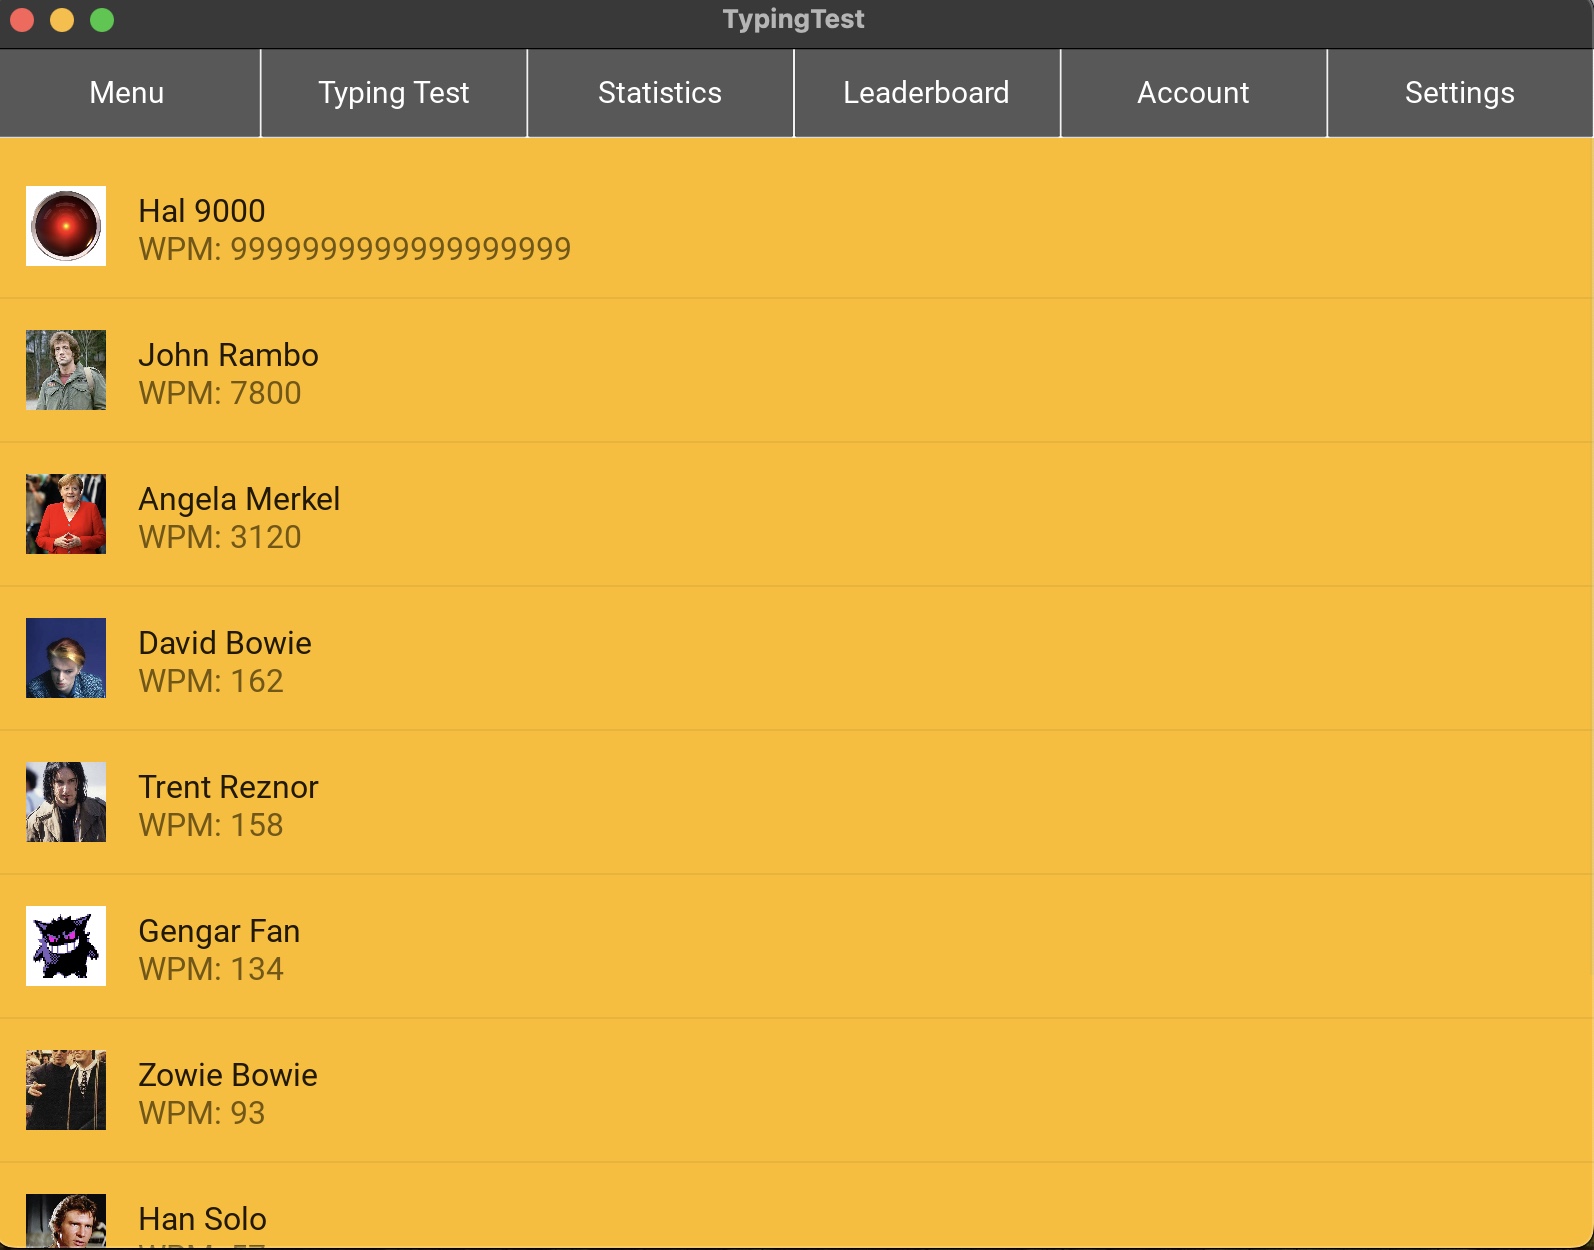 TypingTest
Menu
Typing Test
Statistics
Leaderboard
Account
Settings
Hal 9000
WPM: 9999999999999999999
John Rambo
WPM: 7800
Angela Merkel
WPM: 3120
David Bowie
WPM: 162
Trent Reznor
WPM: 158
Gengar Fan
WPM: 134
Zowie Bowie
WPM: 93
Han Solo
WPM: 57